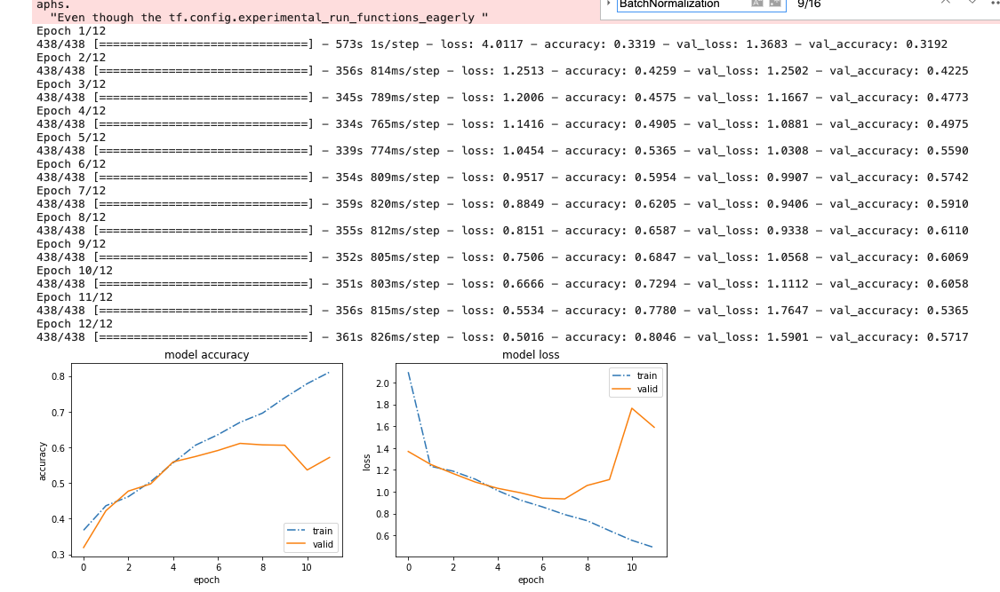 aphs.
BatchNormalization
9/16
"Even though the tf.config.experimental_run_functions_eagerly "
Epoch 1/12
438/438 [==============================] - 573s 1s/step - loss: 4.0117 - accuracy: 0.3319 - val_loss: 1.3683 - val_accuracy: 0.3192
Epoch 2/12
438/438 [==============================] - 356s 814ms/step - loss: 1.2513 - accuracy: 0.4259 - val_loss: 1.2502 - val_accuracy: 0.4225
Epoch 3/12
438/438 [==============================] - 345s 789ms/step - loss: 1.2006 - accuracy: 0.4575 - val_loss: 1.1667 - val_accuracy: 0.4773
Epoch 4/12
438/438 [==============================] - 334s 765ms/step - loss: 1.1416 - accuracy: 0.4905 - val_loss: 1.0881 - val_accuracy: 0.4975
Epoch 5/12
438/438 [==============================] - 339s 774ms/step - loss: 1.0454 - accuracy: 0.5365 - val_loss: 1.0308 - val_accuracy: 0.5590
Epoch 6/12
438/438 [==============================] - 354s 809ms/step - loss: 0.9517 - accuracy: 0.5954 - val_loss: 0.9907 - val_accuracy: 0.5742
Epoch 7/12
438/438 [==============================] - 359s 820ms/step - loss: 0.8849 - accuracy: 0.6205 - val_loss: 0.9406 - val_accuracy: 0.5910
Epoch 8/12
438/438 [==============================] - 355s 812ms/step - loss: 0.8151 - accuracy: 0.6587 - val_loss: 0.9338 - val_accuracy: 0.6110
Epoch 9/12
438/438 [==============================] - 352s 805ms/step - loss: 0.7506 - accuracy: 0.6847 - val_loss: 1.0568 - val_accuracy: 0.6069
Epoch 10/12
438/438 [==============================] - 351s 803ms/step - loss: 0.6666 - accuracy: 0.7294 - val_loss: 1.1112 - val_accuracy: 0.6058
Epoch 11/12
438/438 [==============================] - 356s 815ms/step - loss: 0.5534 - accuracy: 0.7780 - val_loss: 1.7647 - val_accuracy: 0.5365
Epoch 12/12
438/438 [==============================] - 361s 826ms/step - loss: 0.5016 - accuracy: 0.8046 - val_loss: 1.5901 - val_accuracy: 0.5717
model accuracy
0.8
0.7
0.6
0.5
0.4
0.3
accuracy
train
valid
0 2 4 6 8 10
epoch
model loss
2.0
1.8
1.6
1.4
1.2
1.0
0.8
0.6
loss
train
valid
0 2 4 6 8 10
epoch